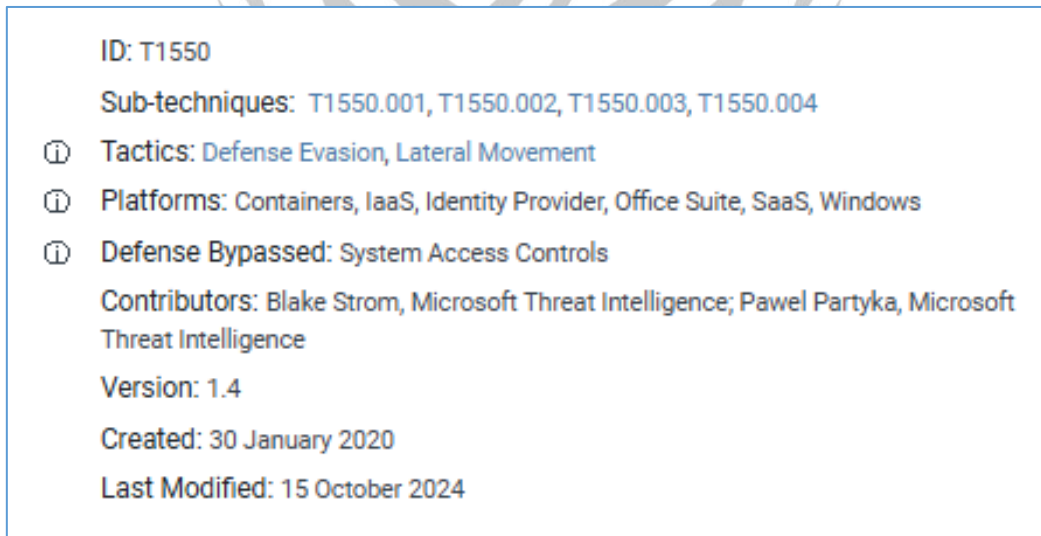 ID: T1550
Sub-techniques: T1550.001, T1550.002, T1550.003, T1550.004
Tactics: Defense Evasion, Lateral Movement
Platforms: Containers, IaaS, Identity Provider, Office Suite, SaaS, Windows
Defense Bypassed: System Access Controls
Contributors: Blake Strom, Microsoft Threat Intelligence; Pawel Partyka, Microsoft
Threat Intelligence
Version: 1.4
Created: 30 January 2020
Last Modified: 15 October 2024